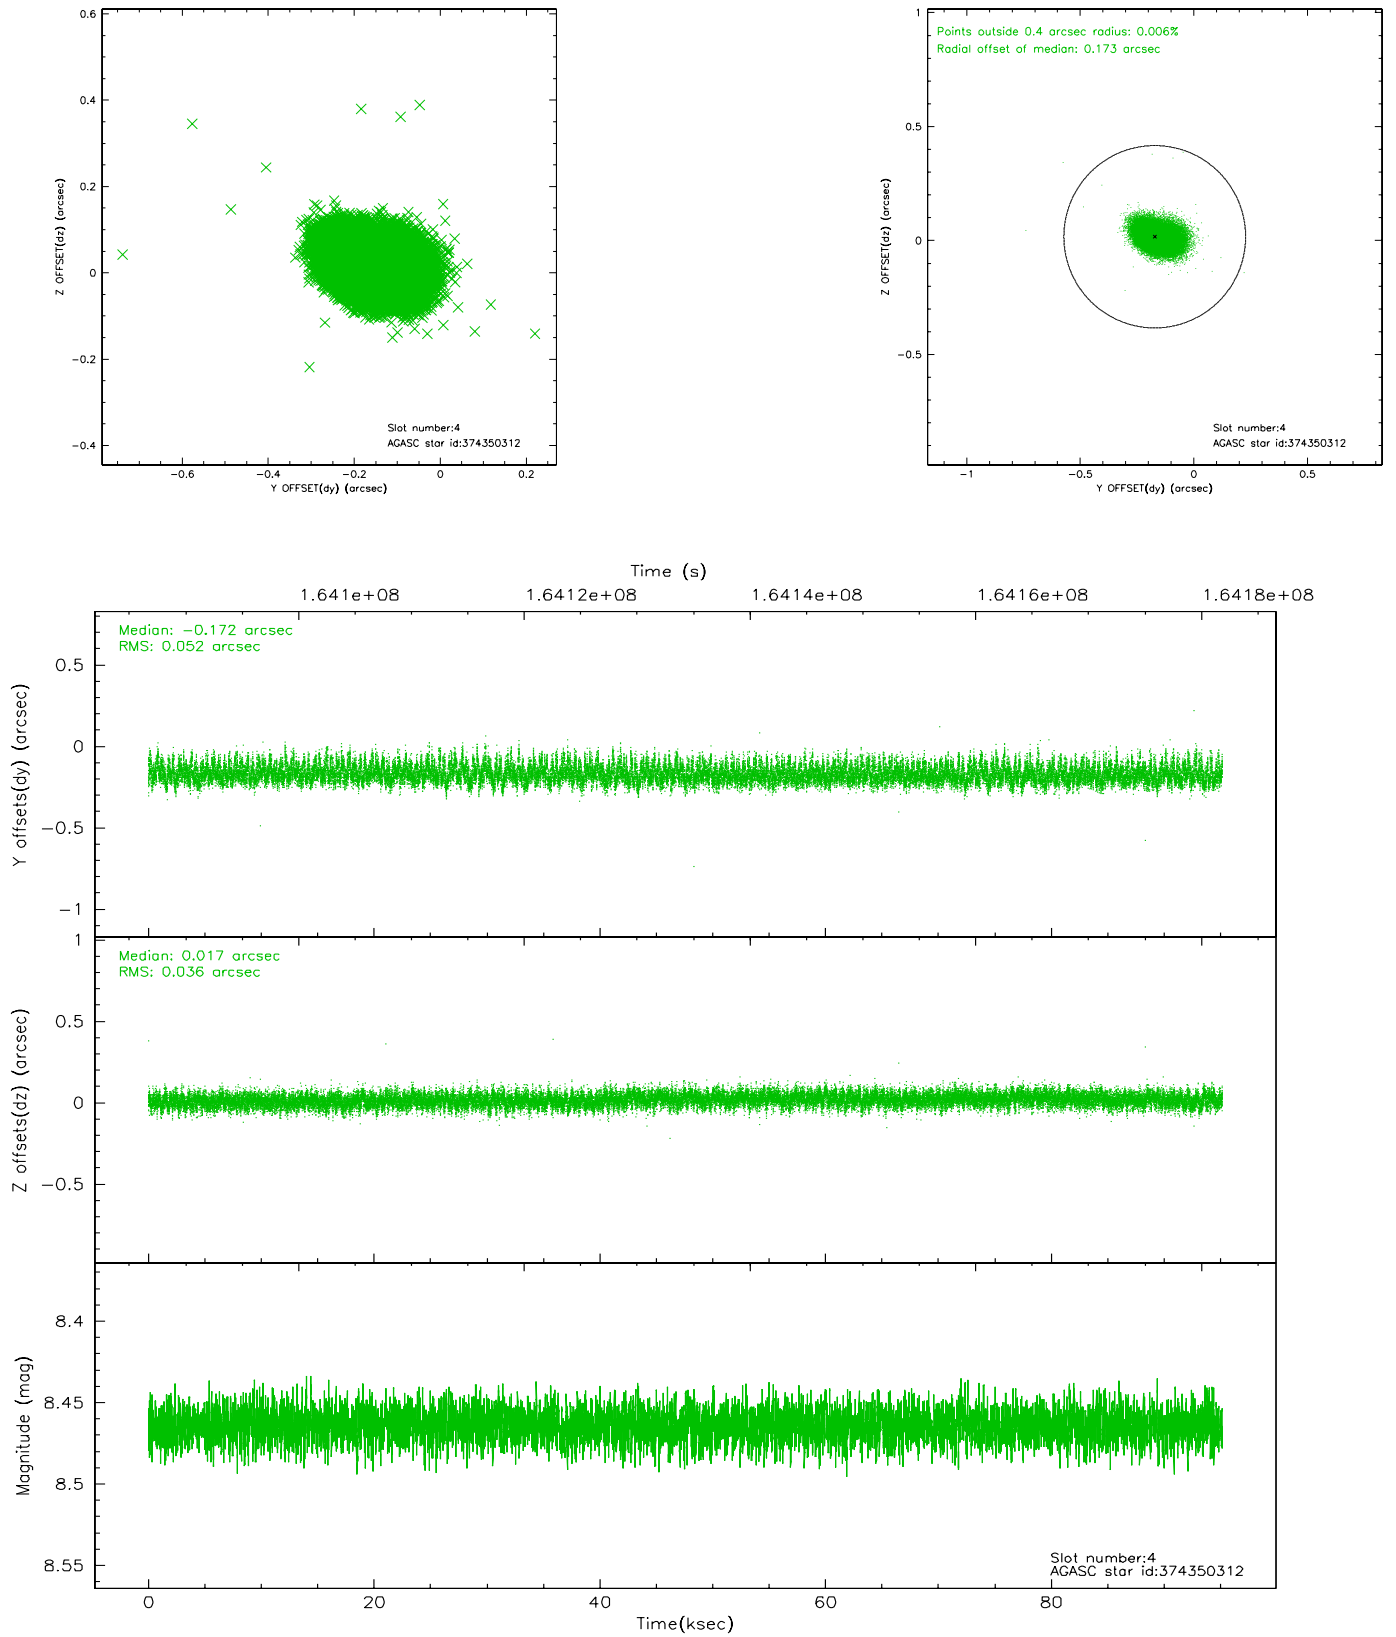 0.6
0.4
0.2
0
-0.2
-0.4
Z OFFSET(dz) (arcsec)
Slot number:4
AGASC star id:374350312
-0.6 -0.4 -0.2 0 0.2
Y OFFSET(dy) (arcsec)
Points outside 0.4 arcsec radius: 0.006%
Radial offset of median: 0.173 arcsec
1
0.5
0
-0.5
Z OFFSET(dz) (arcsec)
Slot number:4
AGASC star id:374350312
-1 -0.5 0 0.5
Y OFFSET(dy) (arcsec)
Time (s)
1.641e+08 1.6412e+08 1.6414e+08 1.6416e+08 1.6418e+08
Median: -0.172 arcsec
RMS: 0.052 arcsec
0.5
0
-0.5
-1
Y offsets(dy) (arcsec)
Median: 0.017 arcsec
RMS: 0.036 arcsec
1
0.5
0
-0.5
Z offsets(dz) (arcsec)
8.4
8.45
8.5
8.55
Magnitude (mag)
Slot number:4
AGASC star id:374350312
0 20 40 60 80
Time(ksec)